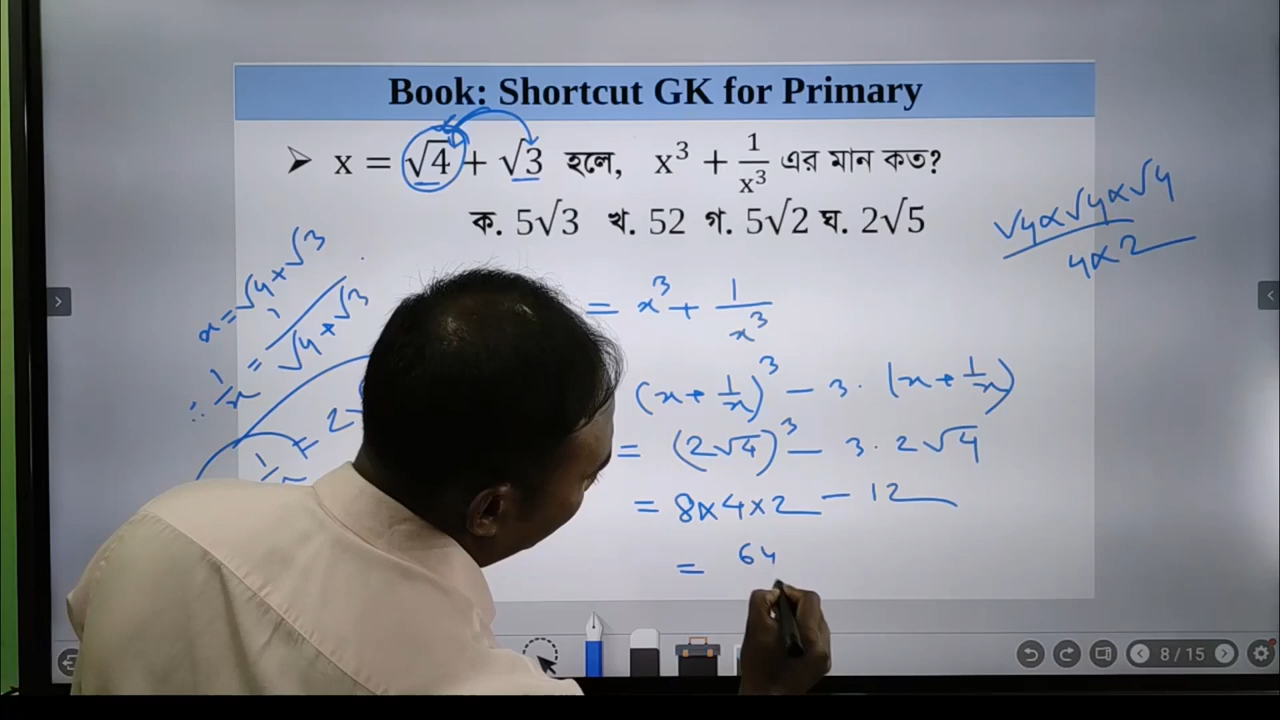 Book: Shortcut GK for Primary
➤ x = √4 + √3 হলে, x³ + 1/x³ এর মান কত?
ক. 5√3 খ. 52 গ. 5√2 ঘ. 2√5
√4×√4×√4
4×2
x = √4+√3
∴ 1/x = 1/√4+√3
= x³ + 1/x³
(x+1/x)³ – 3. (x+1/x)
= (2√4)³ – 3. 2√4
= 8×4×2 – 12
= 64
8 / 15